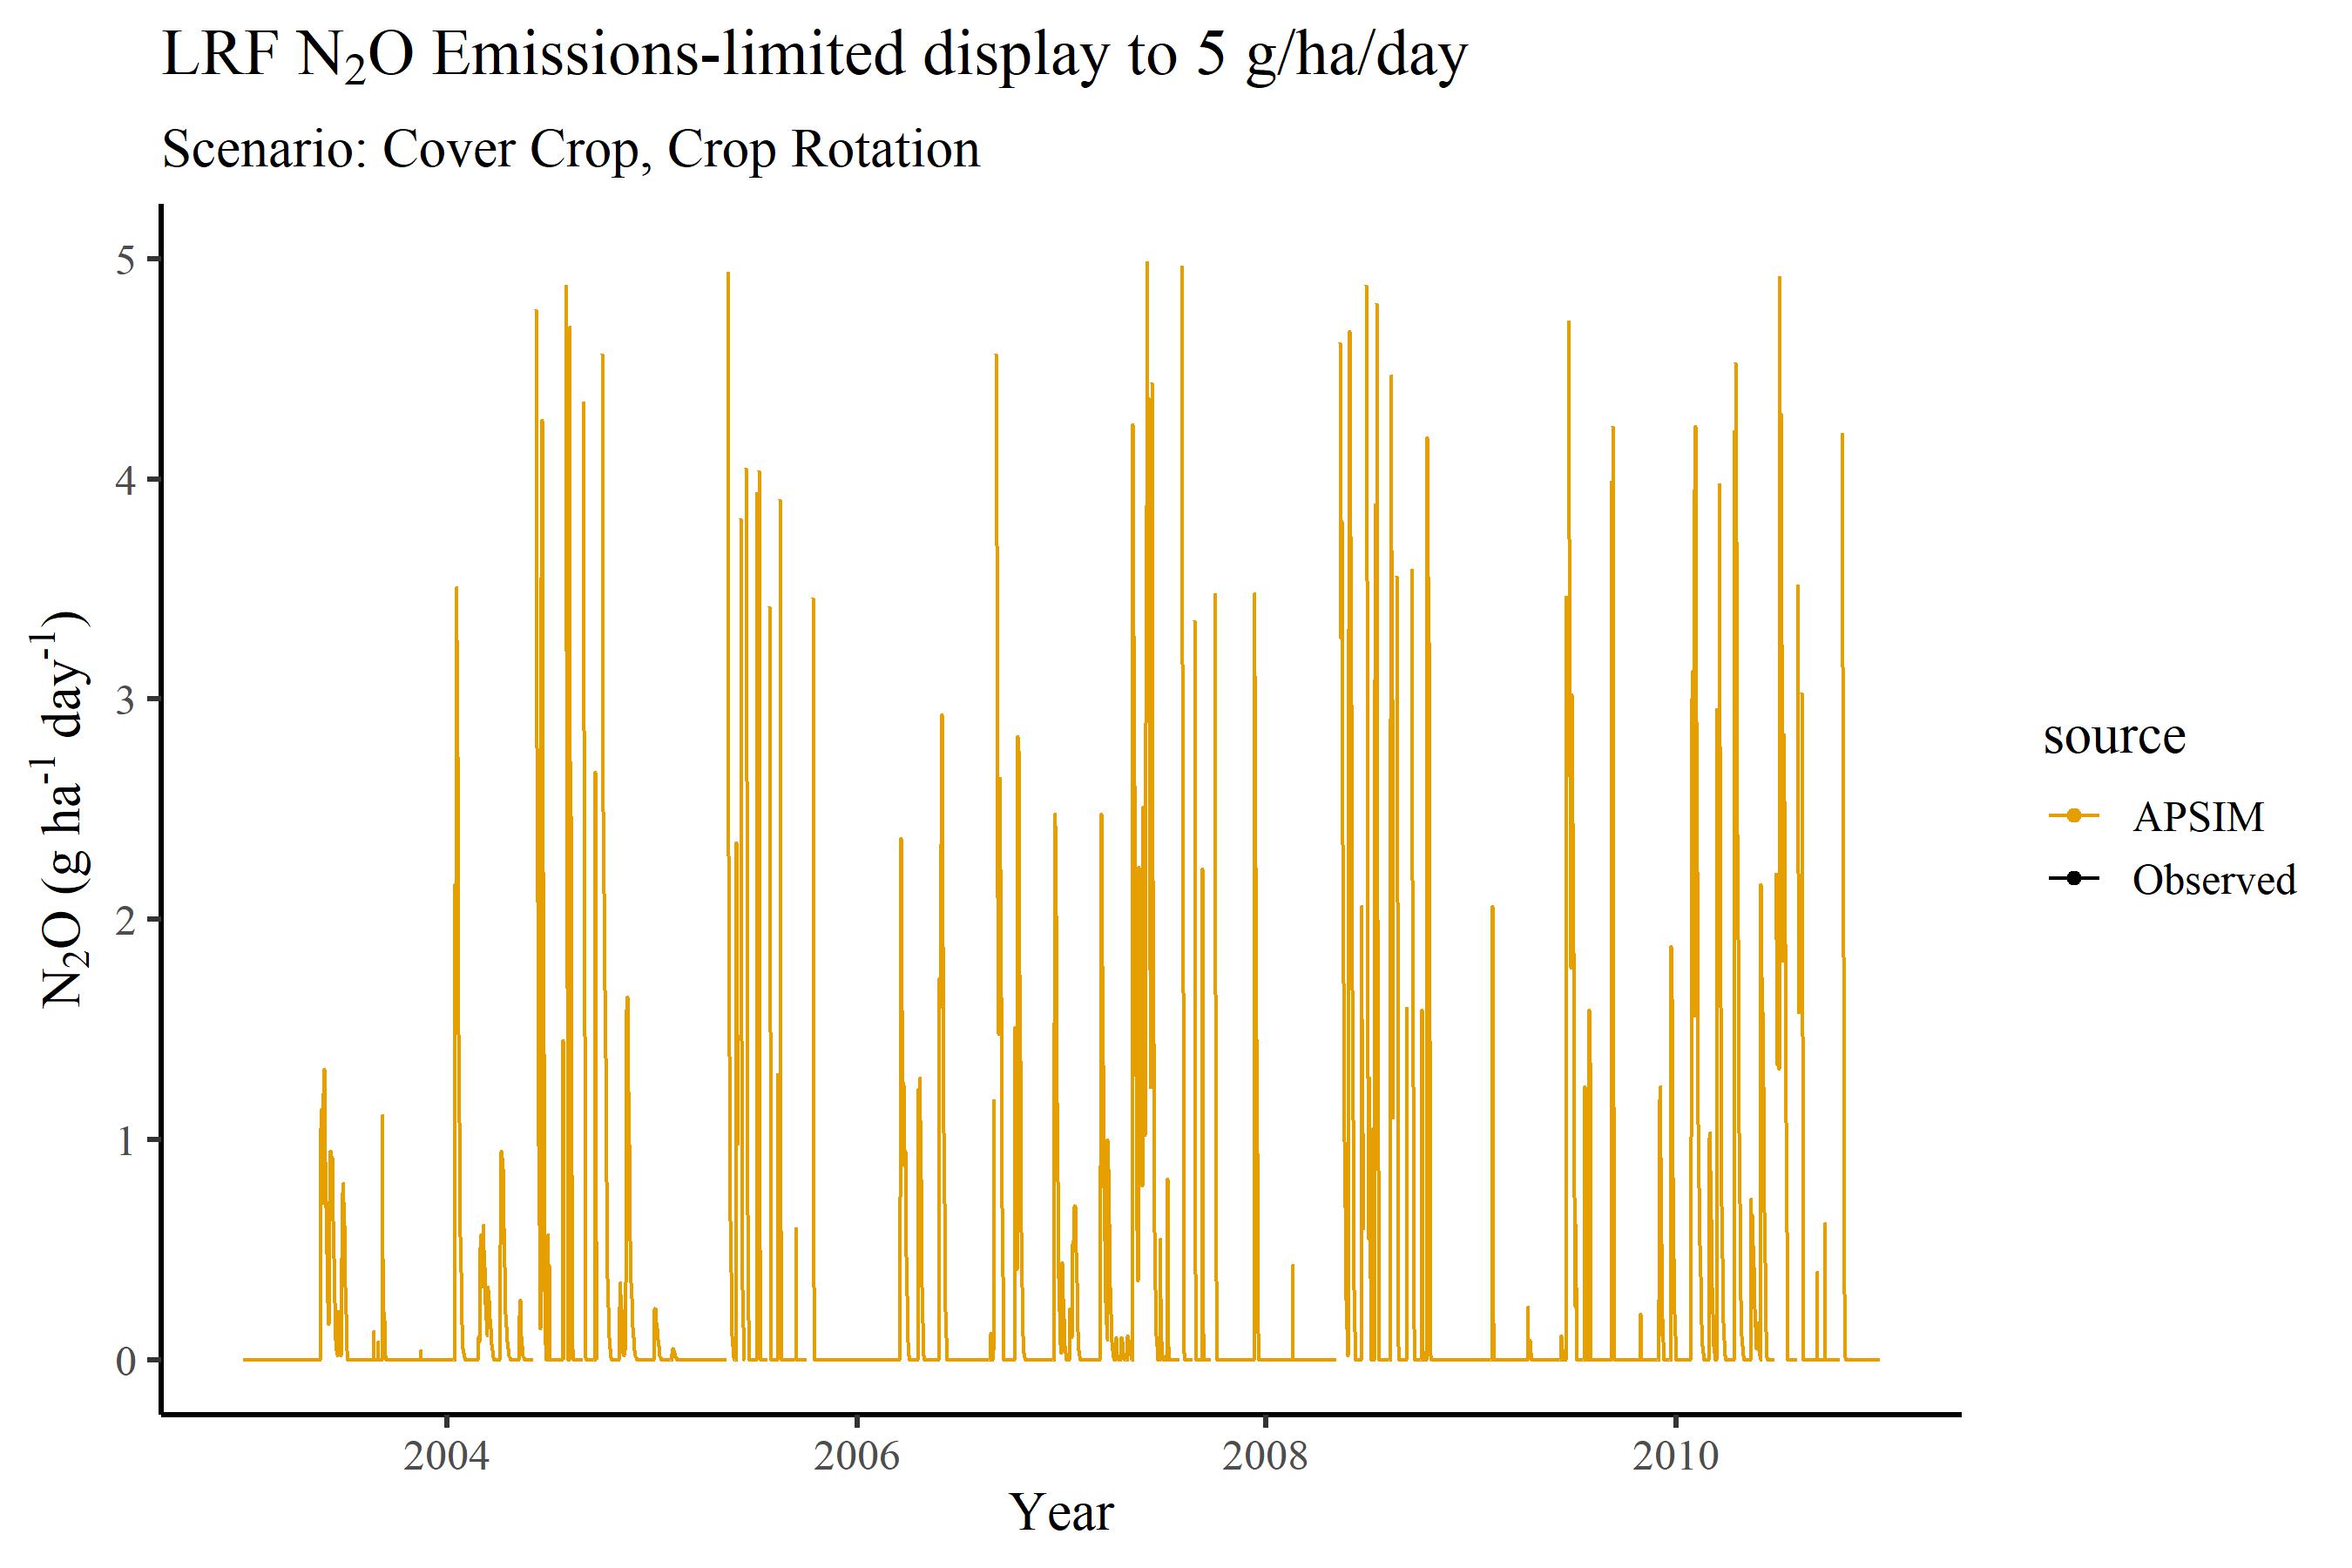 LRF N₂O Emissions-limited display to 5 g/ha/day
Scenario: Cover Crop, Crop Rotation
N₂O (g ha⁻¹ day⁻¹)
5
4
3
2
1
0
2004 2006 2008 2010
Year
source
APSIM
Observed